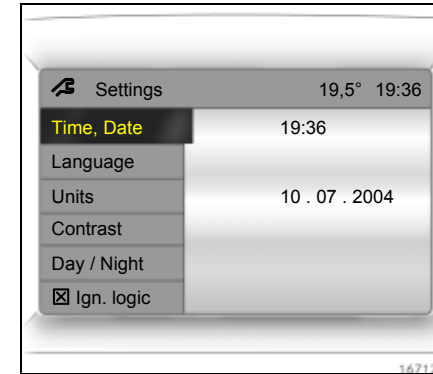 Settings 19,5° 19:36
Time, Date 19:36
Language
Units 10 . 07 . 2004
Contrast
Day / Night
☒ Ign. logic